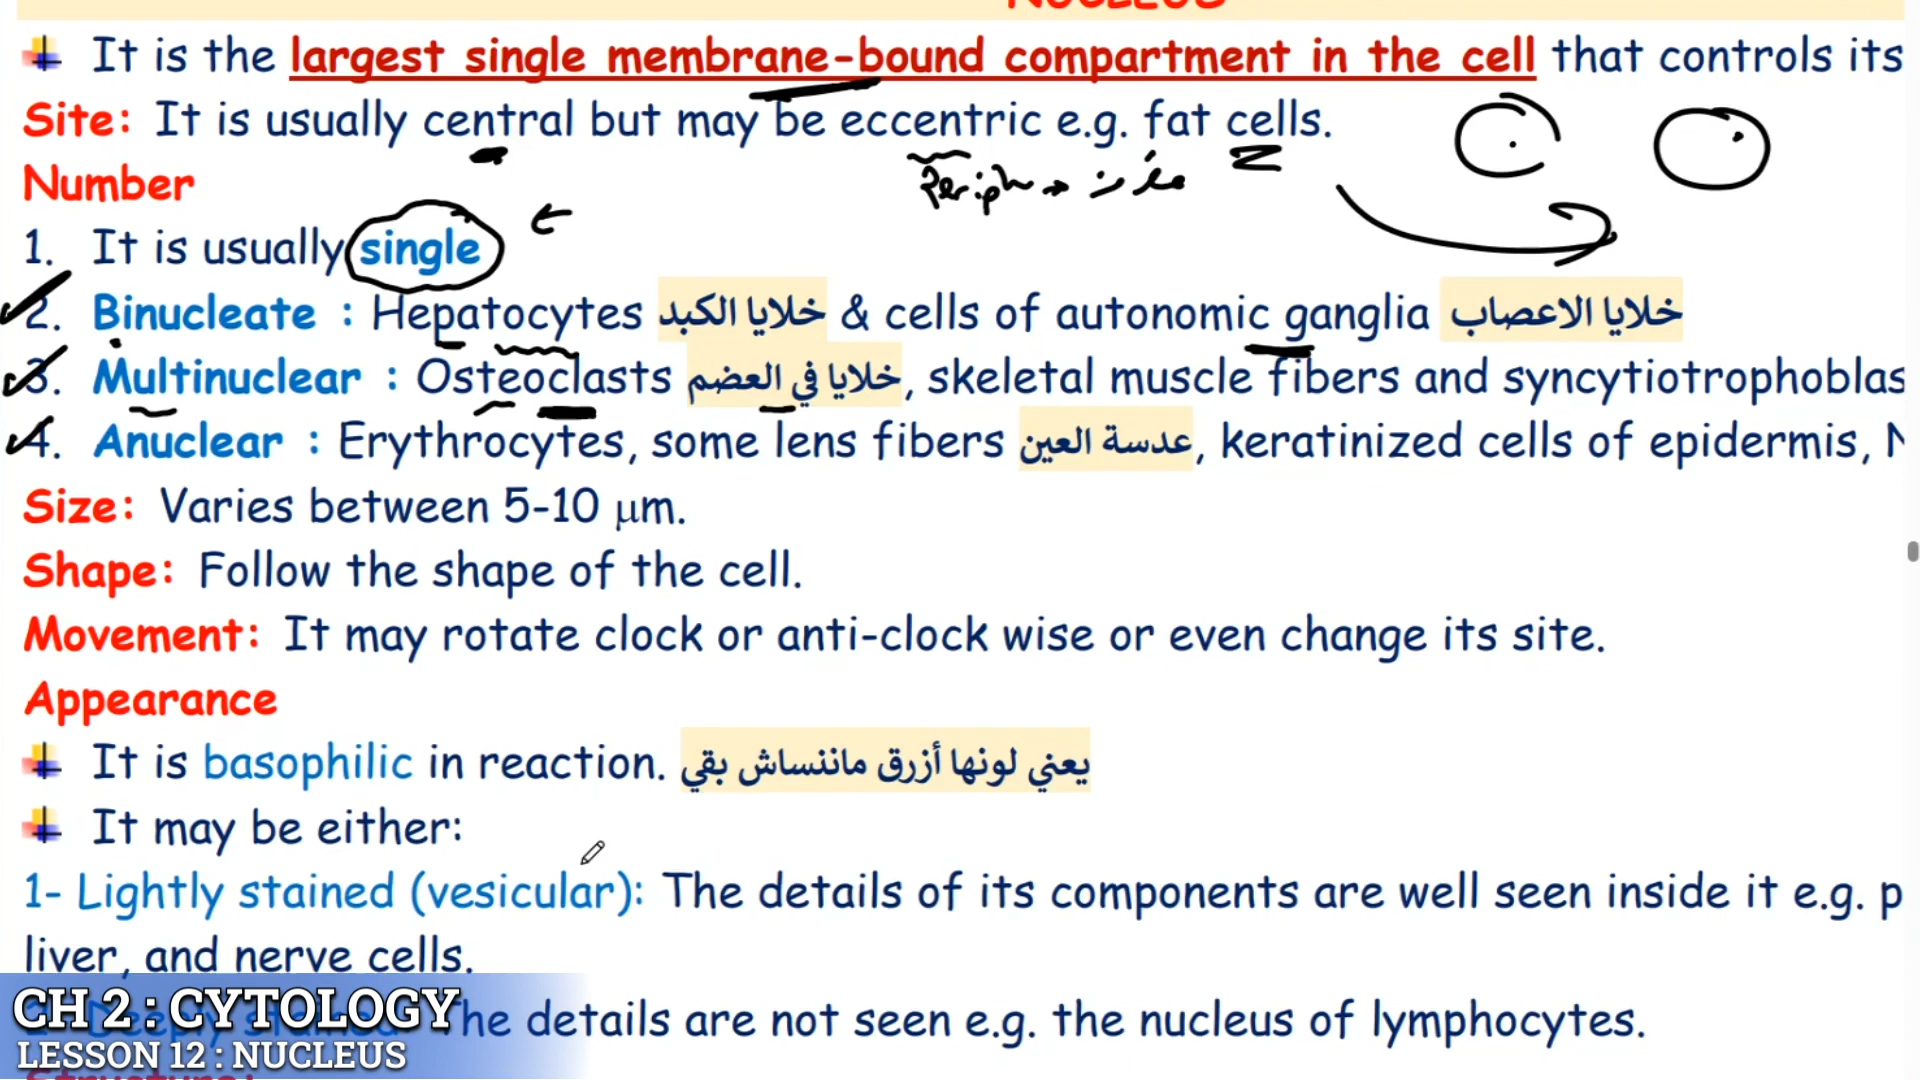 NUCLEUS
It is the largest single membrane-bound compartment in the cell that controls its
Site: It is usually central but may be eccentric e.g. fat cells.
Periph
Number
1. It is usually single
2. Binucleate : Hepatocytes خلايا الكبد & cells of autonomic ganglia خلايا الاعصاب
3. Multinuclear : Osteoclasts خلايا في العضم, skeletal muscle fibers and syncytiotrophoblas
4. Anuclear : Erythrocytes, some lens fibers عدسة العين, keratinized cells of epidermis, N
Size: Varies between 5-10 μm.
Shape: Follow the shape of the cell.
Movement: It may rotate clock or anti-clock wise or even change its site.
Appearance
It is basophilic in reaction. يعني لونها أزرق ماننساش بقي
It may be either:
1- Lightly stained (vesicular): The details of its components are well seen inside it e.g. p
liver, and nerve cells.
The details are not seen e.g. the nucleus of lymphocytes.
CH 2 : CYTOLOGY
LESSON 12 : NUCLEUS